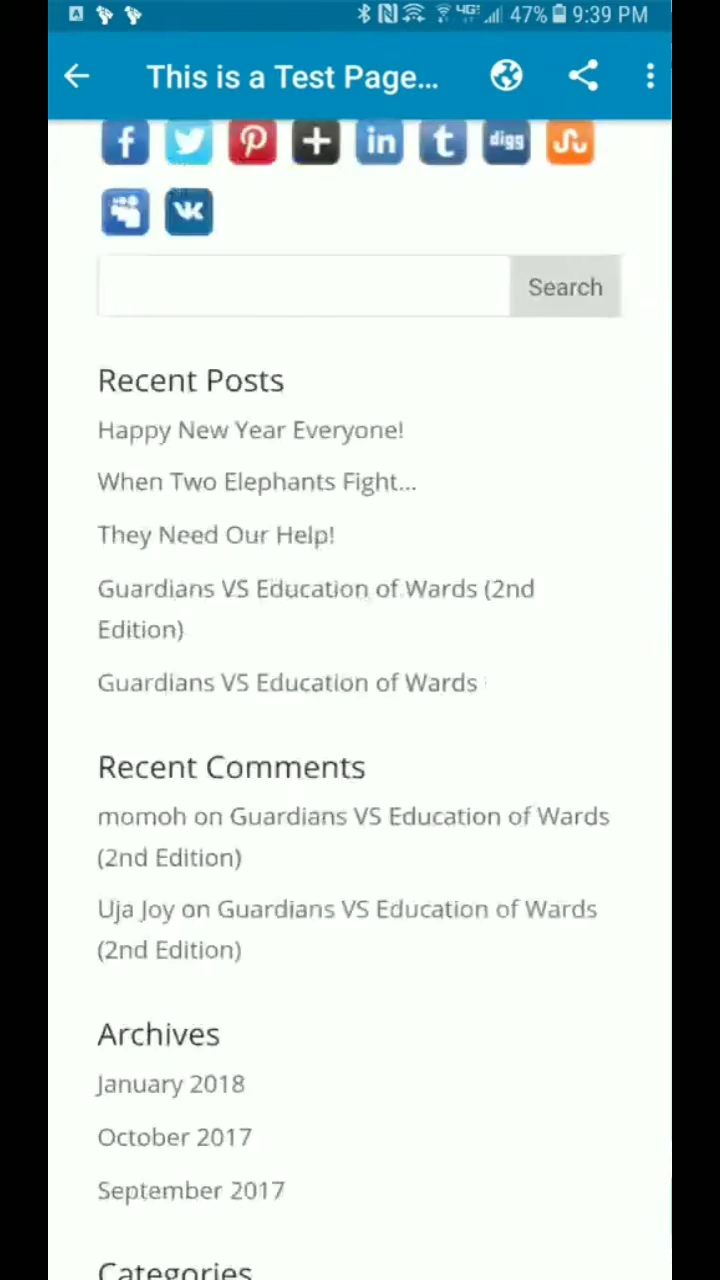 47% 9:39 PM
This is a Test Page...
f in t digg
VK
Search
Recent Posts
Happy New Year Everyone!
When Two Elephants Fight...
They Need Our Help!
Guardians VS Education of Wards (2nd
Edition)
Guardians VS Education of Wards
Recent Comments
momoh on Guardians VS Education of Wards
(2nd Edition)
Uja Joy on Guardians VS Education of Wards
(2nd Edition)
Archives
January 2018
October 2017
September 2017
Categories